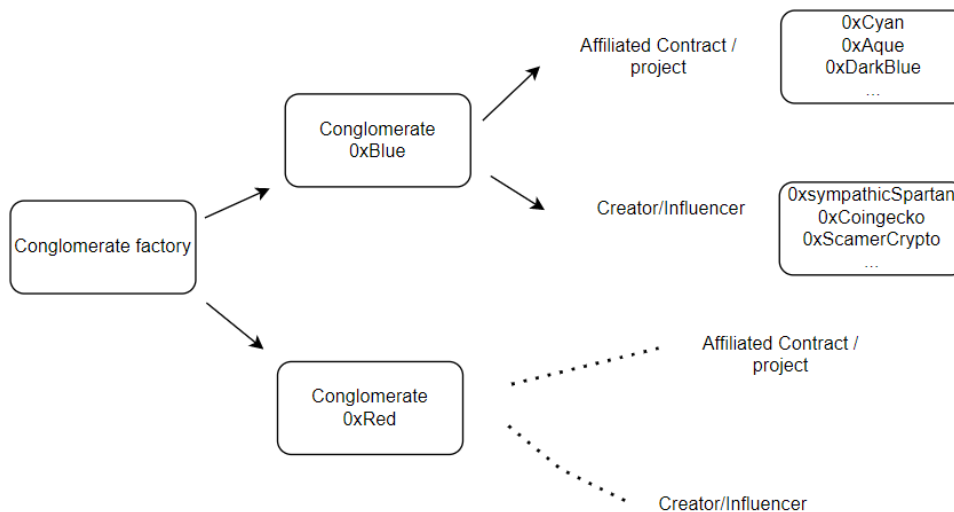 Conglomerate factory
Conglomerate
0xBlue
Affiliated Contract /
project
0xCyan
0xAque
0xDarkBlue
...
Creator/Influencer
0xsympathicSpartan
0xCoingecko
0xScamerCrypto
...
Conglomerate
0xRed
Affiliated Contract /
project
Creator/Influencer